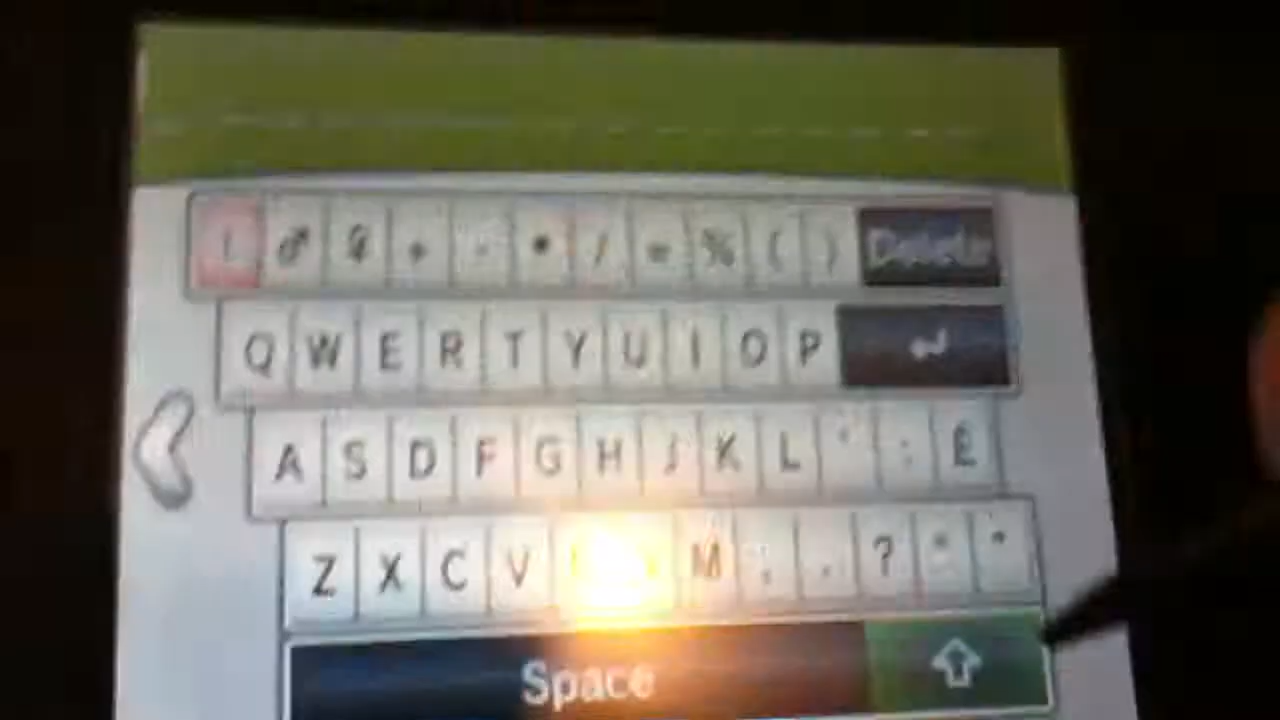 ! ♂ ♀ + - • / = % ( ) Delete
Q W E R T Y U I O P ↵
A S D F G H J K L ' : É
Z X C V M , . ?
Space